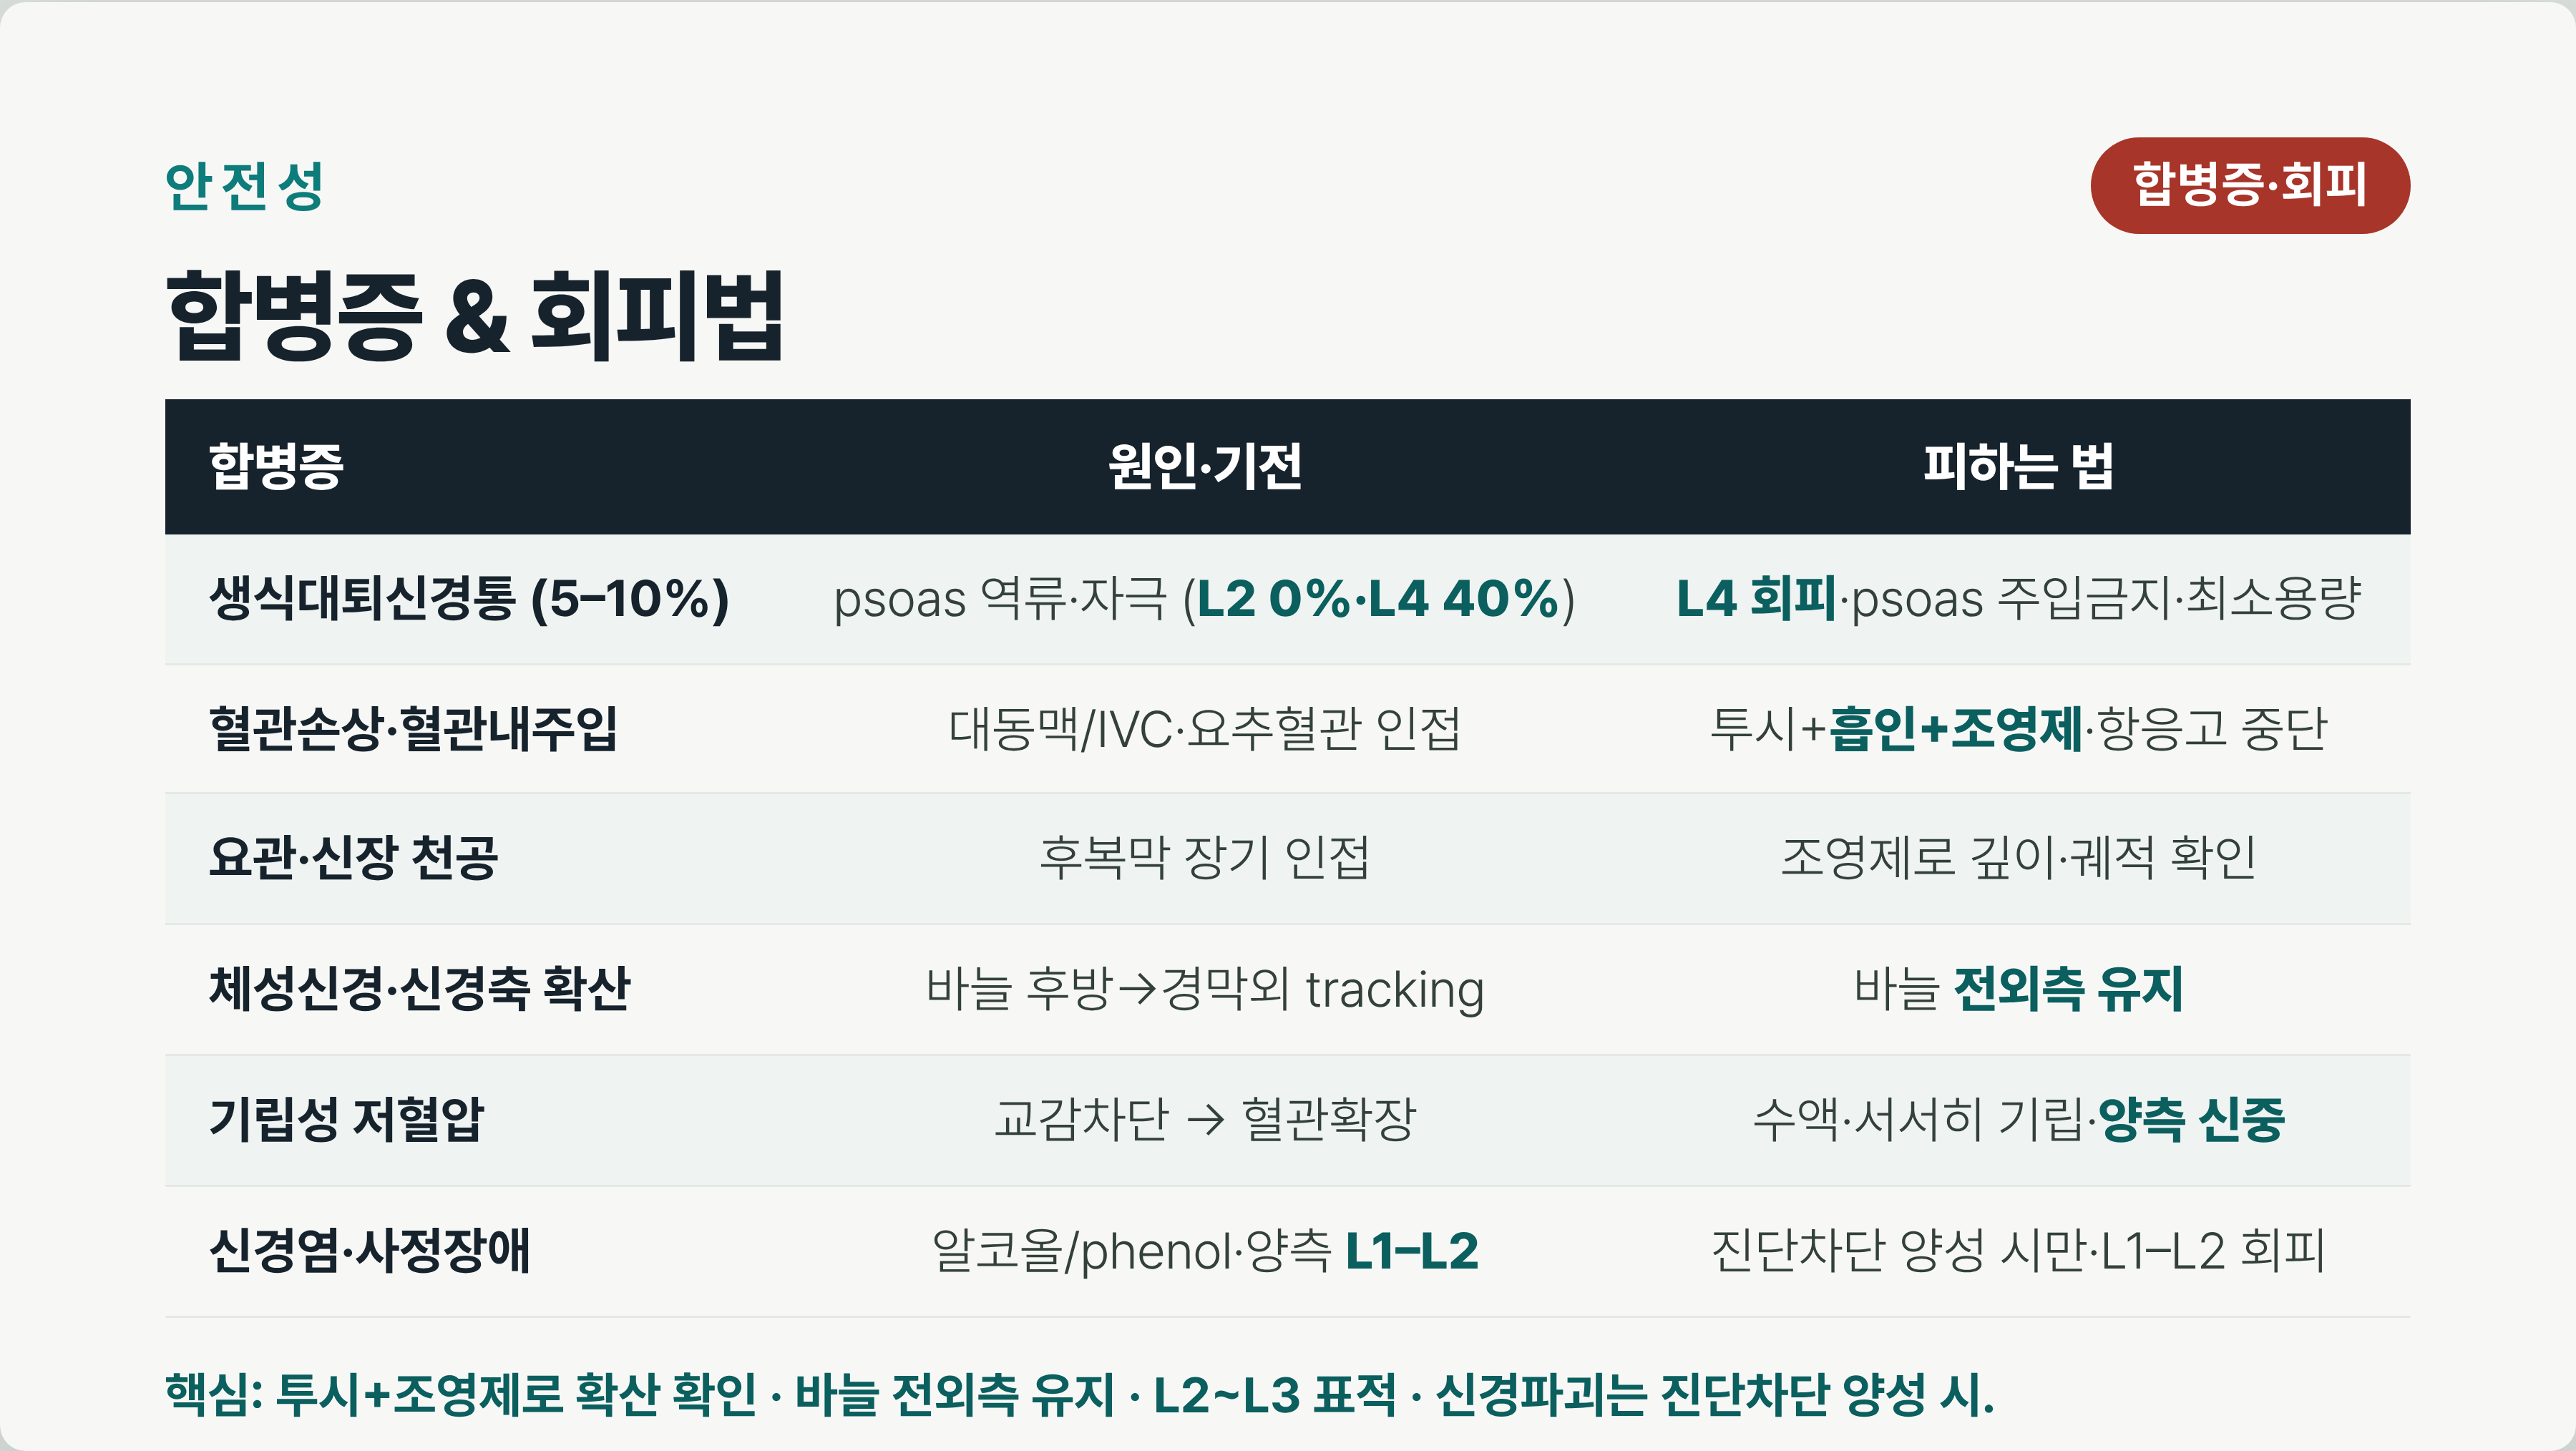 안전성
합병증·회피
합병증 & 회피법
합병증 원인·기전 피하는 법
생식대퇴신경통 (5–10%) psoas 역류·자극 (L2 0%·L4 40%) L4 회피·psoas 주입금지·최소용량
혈관손상·혈관내주입 대동맥/IVC·요추혈관 인접 투시+흡인+조영제·항응고 중단
요관·신장 천공 후복막 장기 인접 조영제로 깊이·궤적 확인
체성신경·신경축 확산 바늘 후방→경막외 tracking 바늘 전외측 유지
기립성 저혈압 교감차단 → 혈관확장 수액·서서히 기립·양측 신중
신경염·사정장애 알코올/phenol·양측 L1–L2 진단차단 양성 시만·L1–L2 회피
핵심: 투시+조영제로 확산 확인 · 바늘 전외측 유지 · L2~L3 표적 · 신경파괴는 진단차단 양성 시.